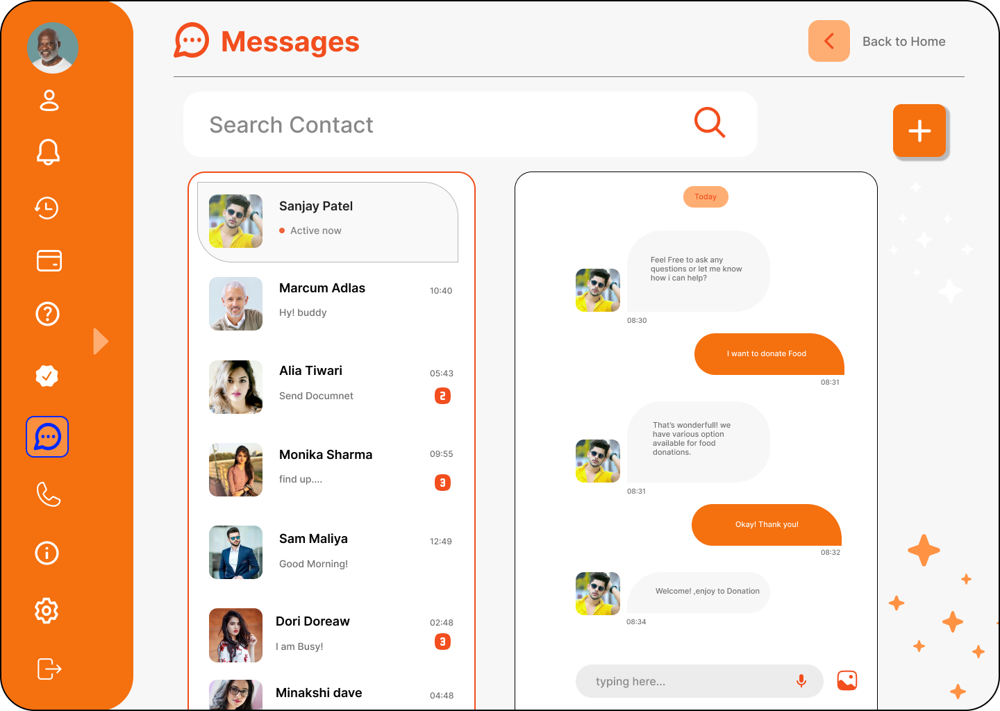 Messages
Back to Home
Search Contact
Sanjay Patel
Active now
Marcum Adlas
10:40
Hy! buddy
Alia Tiwari
05:43
Send Documnet
2
Monika Sharma
09:55
find up....
3
Sam Maliya
12:49
Good Morning!
Dori Doreaw
02:48
I am Busy!
3
Minakshi dave
04:48
Today
Feel Free to ask any
questions or let me know
how i can help?
08:30
I want to donate Food
08:31
That's wonderfull! we
have various option
available for food
donations.
08:31
Okay! Thank you!
08:32
Welcome! ,enjoy to Donation
08:34
typing here...